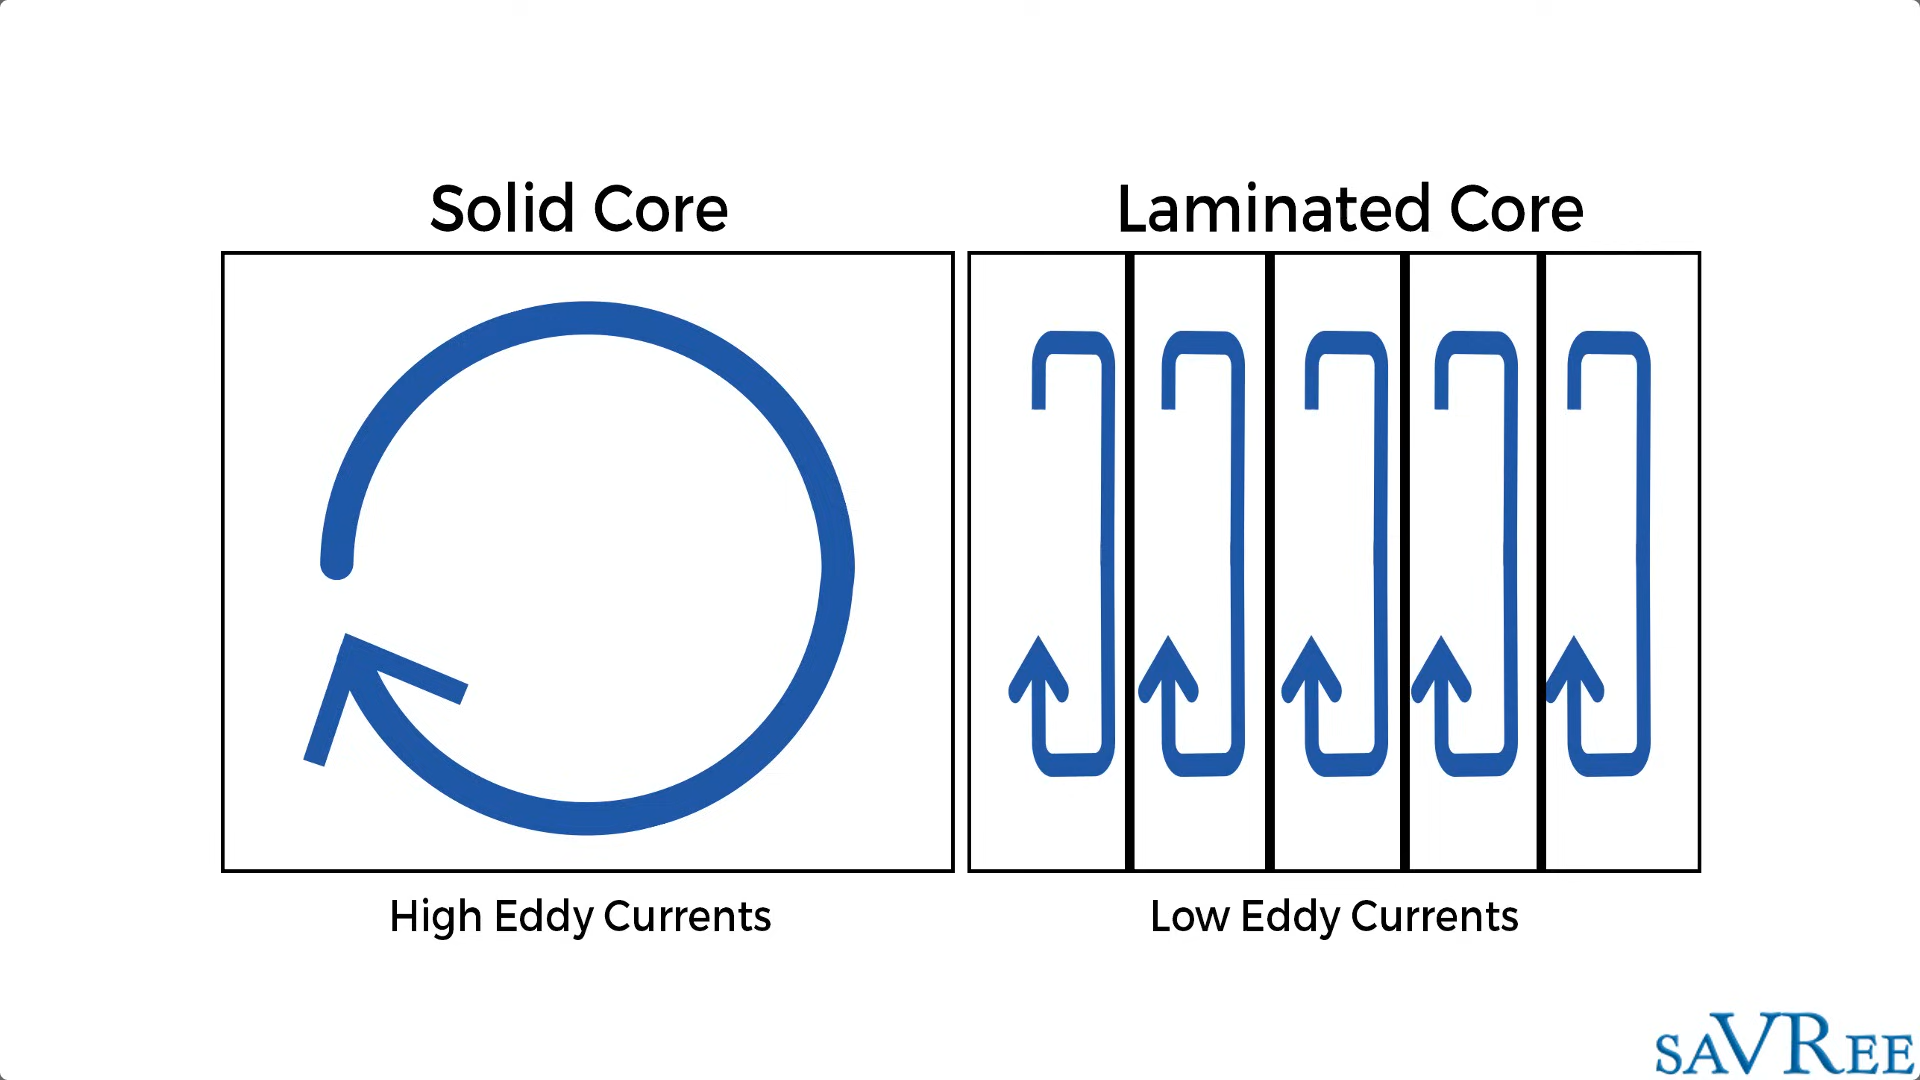 Solid Core
Laminated Core
High Eddy Currents
Low Eddy Currents
saVRee